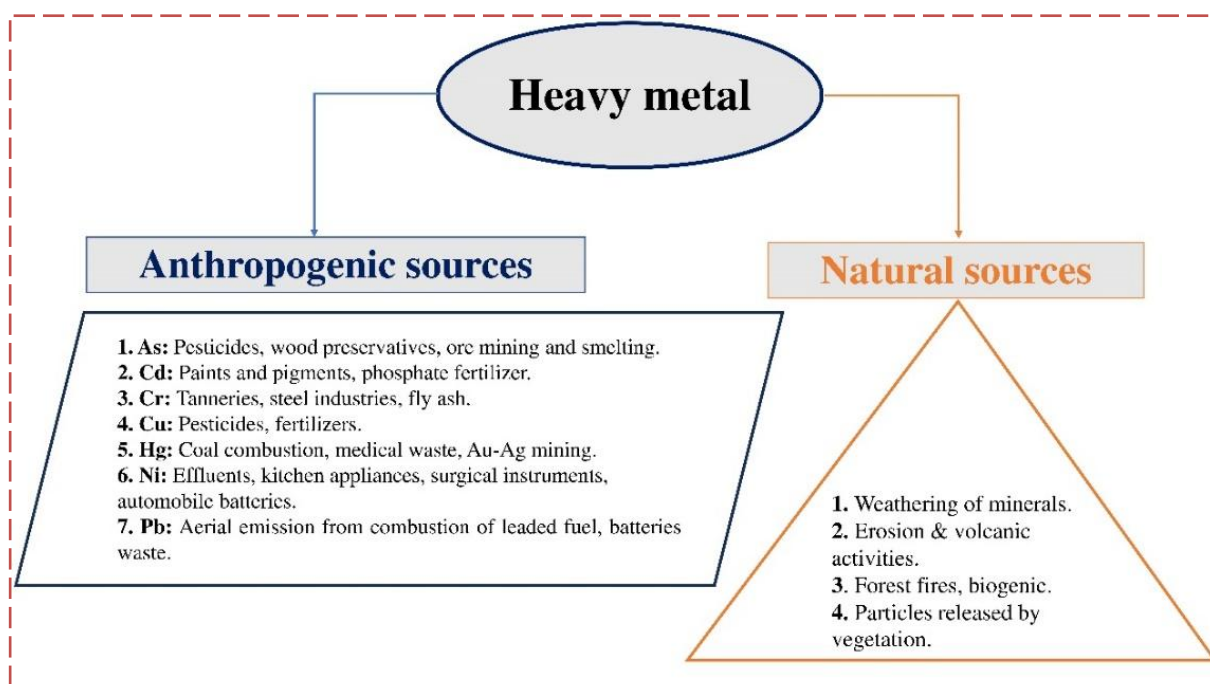 Heavy metal
Anthropogenic sources
1. As: Pesticides, wood preservatives, ore mining and smelting.
2. Cd: Paints and pigments, phosphate fertilizer.
3. Cr: Tanneries, steel industries, fly ash.
4. Cu: Pesticides, fertilizers.
5. Hg: Coal combustion, medical waste, Au-Ag mining.
6. Ni: Effluents, kitchen appliances, surgical instruments,
automobile batteries.
7. Pb: Aerial emission from combustion of leaded fuel, batteries
waste.
Natural sources
1. Weathering of minerals.
2. Erosion & volcanic
activities.
3. Forest fires, biogenic.
4. Particles released by
vegetation.